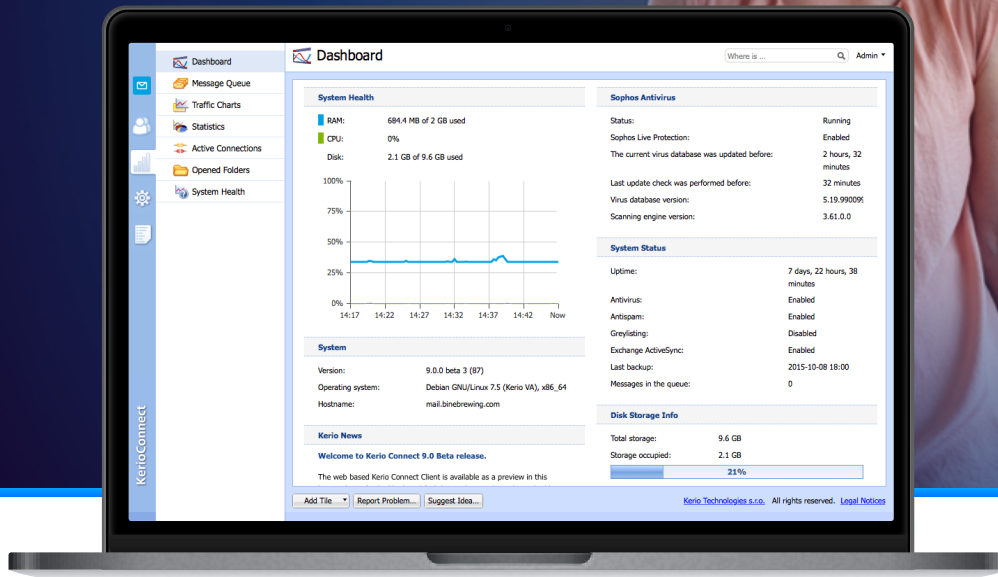 KerioConnect
Dashboard
Message Queue
Traffic Charts
Statistics
Active Connections
Opened Folders
System Health
Dashboard
Where is ...
Admin
System Health
RAM: 684.4 MB of 2 GB used
CPU: 0%
Disk: 2.1 GB of 9.6 GB used
100%
75%
50%
25%
0%
14:17 14:22 14:27 14:32 14:37 14:42 Now
System
Version: 9.0.0 beta 3 (87)
Operating system: Debian GNU/Linux 7.5 (Kerio VA), x86_64
Hostname: mail.binebrewing.com
Kerio News
Welcome to Kerio Connect 9.0 Beta release.
The web based Kerio Connect Client is available as a preview in this
Sophos Antivirus
Status: Running
Sophos Live Protection: Enabled
The current virus database was updated before: 2 hours, 32
minutes
Last update check was performed before: 32 minutes
Virus database version: 5.19.990099
Scanning engine version: 3.61.0.0
System Status
Uptime: 7 days, 22 hours, 38
minutes
Antivirus: Enabled
Antispam: Enabled
Greylisting: Disabled
Exchange ActiveSync: Enabled
Last backup: 2015-10-08 18:00
Messages in the queue: 0
Disk Storage Info
Total storage: 9.6 GB
Storage occupied: 2.1 GB
21%
Add Tile
Report Problem...
Suggest Idea...
Kerio Technologies s.r.o. All rights reserved. Legal Notices